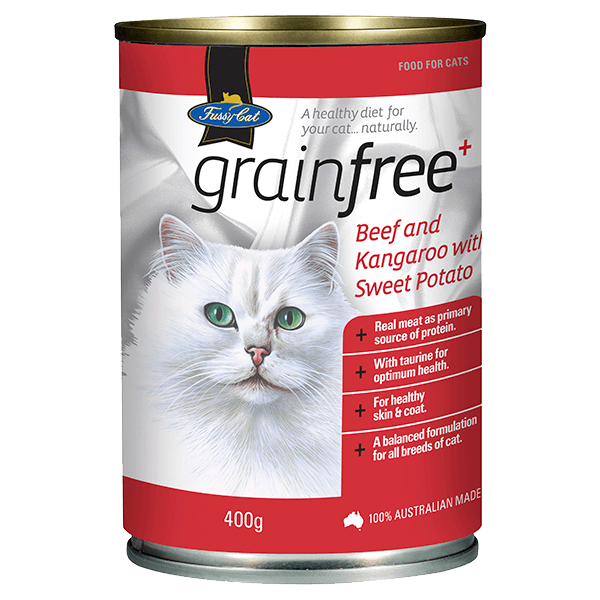 FOOD FOR CATS
Fussy Cat
A healthy diet for
your cat... naturally.
grainfree+
Beef and
Kangaroo with
Sweet Potato
+ Real meat as primary
source of protein.
+ With taurine for
optimum health.
+ For healthy
skin & coat.
+ A balanced formulation
for all breeds of cat.
400g
100% AUSTRALIAN MADE